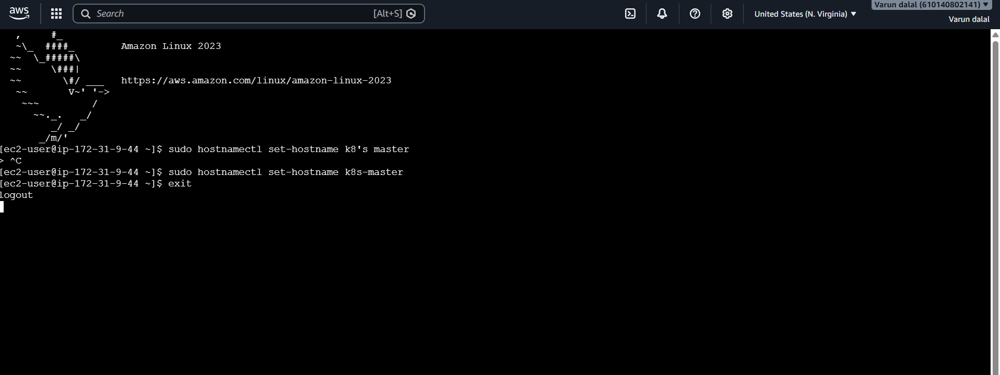 aws
Search [Alt+S]
United States (N. Virginia) ▼
Varun dalal (610140802141) ▼
Varun dalal
   ,     #_
   ~\_  ####_        Amazon Linux 2023
  ~~  \_#####\
  ~~     \###|
  ~~       \#/ ___   https://aws.amazon.com/linux/amazon-linux-2023
   ~~       V~' '->
    ~~~         /
      ~~._.   _/
         _/ _/
       _/m/'
[ec2-user@ip-172-31-9-44 ~]$ sudo hostnamectl set-hostname k8's master
> ^C
[ec2-user@ip-172-31-9-44 ~]$ sudo hostnamectl set-hostname k8s-master
[ec2-user@ip-172-31-9-44 ~]$ exit
logout